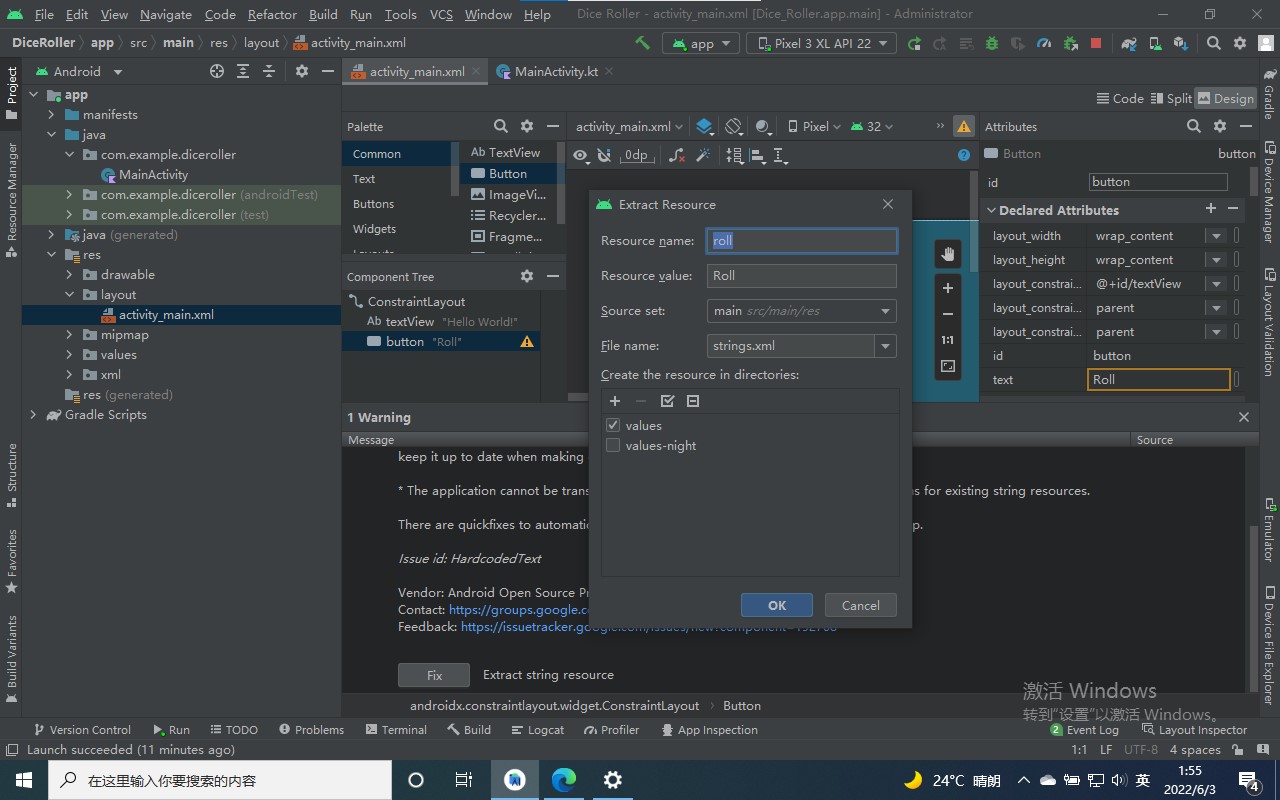 File Edit View Navigate Code Refactor Build Run Tools VCS Window Help Dice Roller - activity_main.xml [Dice_Roller.app.main] - Administrator
DiceRoller app src main res layout activity_main.xml app Pixel 3 XL API 22
Project
Resource Manager
Structure
Favorites
Build Variants
Android
app
manifests
java
com.example.diceroller
MainActivity
com.example.diceroller (androidTest)
com.example.diceroller (test)
java (generated)
res
drawable
layout
activity_main.xml
mipmap
values
xml
res (generated)
Gradle Scripts
activity_main.xml MainActivity.kt
Code Split Design
Palette
Common
Text
Buttons
Widgets
Ab TextView
Button
ImageVi...
Recycler...
Fragme...
Component Tree
ConstraintLayout
Ab textView "Hello World!"
button "Roll"
activity_main.xml Pixel 32 »
0dp
1:1
Attributes
Button button
id button
Declared Attributes
layout_width wrap_content
layout_height wrap_content
layout_constrai... @+id/textView
layout_constrai... parent
layout_constrai... parent
id button
text Roll
Extract Resource
Resource name: roll
Resource value: Roll
Source set: main src/main/res
File name: strings.xml
Create the resource in directories:
values
values-night
OK Cancel
1 Warning
Message Source
keep it up to date when making
* The application cannot be trans
s for existing string resources.
There are quickfixes to automatic
p.
Issue id: HardcodedText
Vendor: Android Open Source Pr
Contact: https://groups.google.co
Feedback: https://issuetracker.google.com/issues/new?component=192708
Fix Extract string resource
androidx.constraintlayout.widget.ConstraintLayout Button
激活 Windows
转到“设置”以激活 Windows。
Gradle
Device Manager
Layout Validation
Emulator
Device File Explorer
Version Control Run TODO Problems Terminal Build Logcat Profiler App Inspection 2 Event Log Layout Inspector
Launch succeeded (11 minutes ago) 1:1 LF UTF-8 4 spaces
在这里输入你要搜索的内容 24°C 晴朗 英 1:55
2022/6/3 4